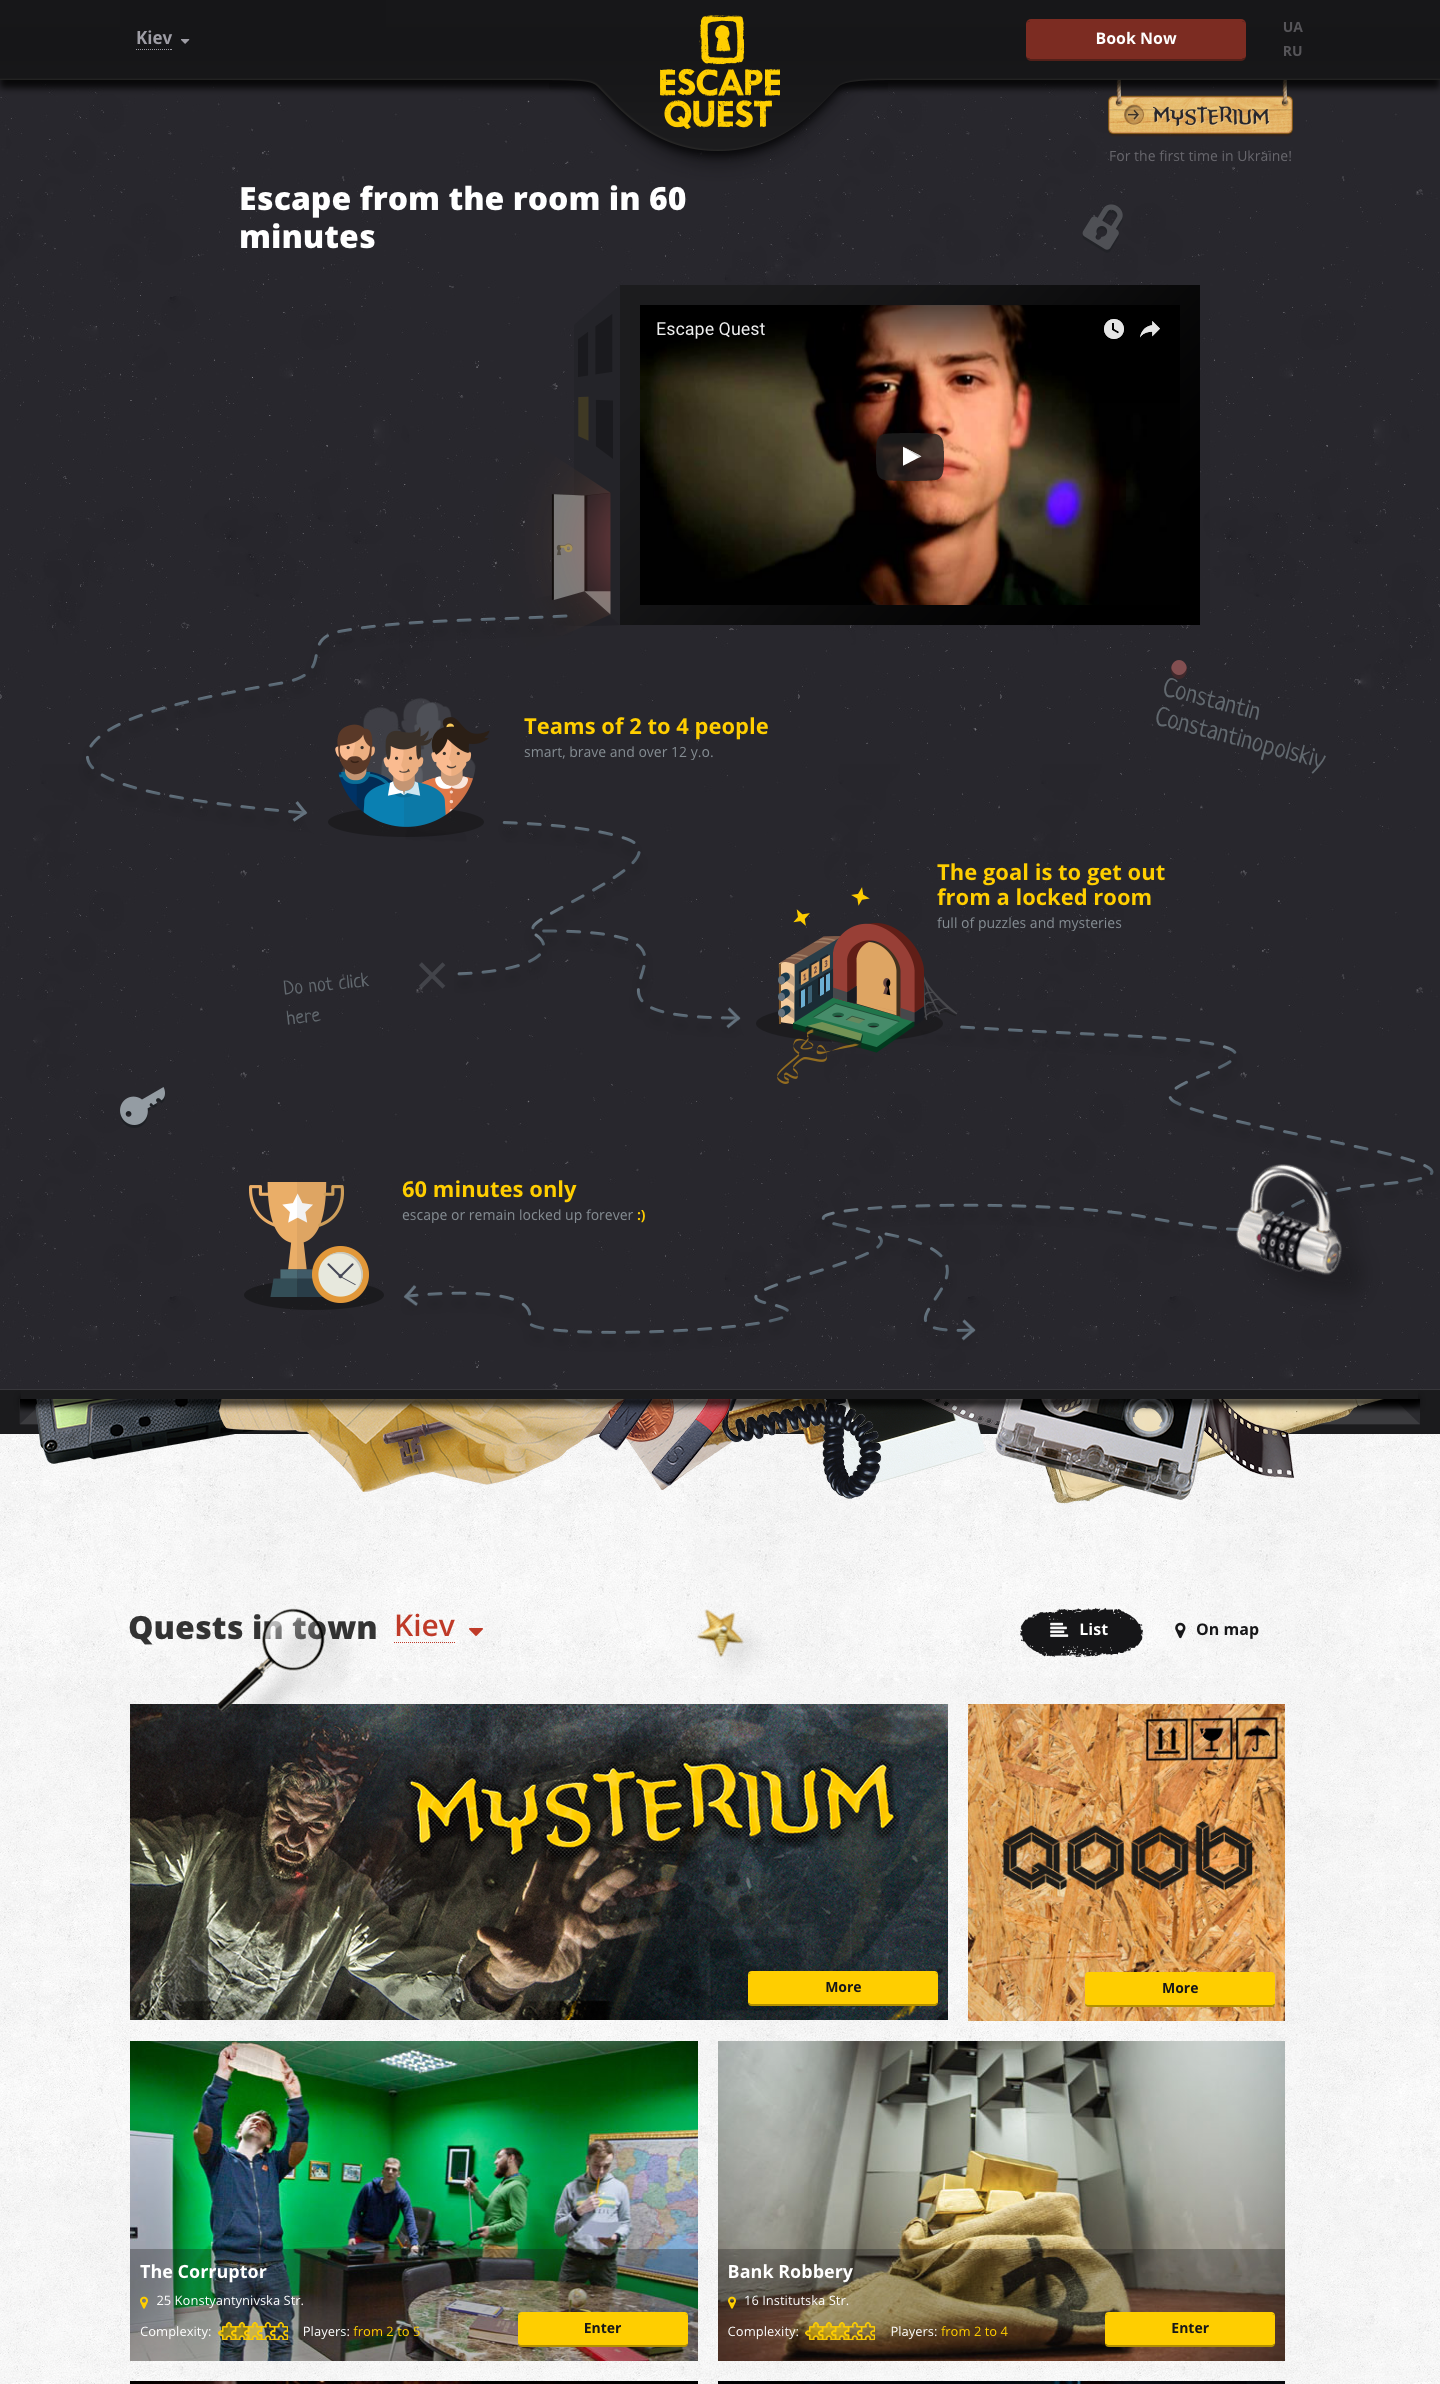 Kiev
ESCAPE
QUEST
Book Now
UA
RU
MYSTERIUM
For the first time in Ukraine!
Escape from the room in 60
minutes
Escape Quest
Constantin
Constantinopolskiy
Teams of 2 to 4 people
smart, brave and over 12 y.o.
The goal is to get out
from a locked room
full of puzzles and mysteries
Do not click
here
60 minutes only
escape or remain locked up forever :)
Quests in town Kiev
List
On map
MYSTERIUM
More
QOOB
More
The Corruptor
25 Konstyantynivska Str.
Complexity:
Players: from 2 to 5
Enter
Bank Robbery
16 Institutska Str.
Complexity:
Players: from 2 to 4
Enter